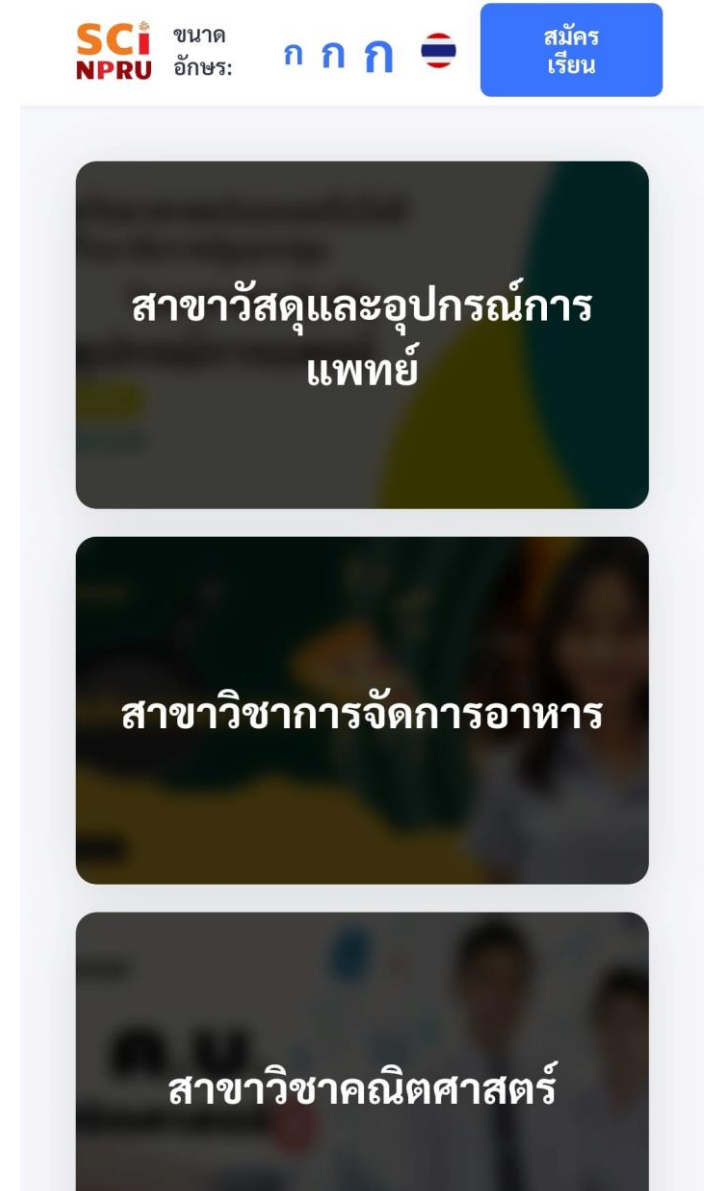 SCi
NPRU
ขนาด
อักษร:
ก ก ก
สมัคร
เรียน
สาขาวัสดุและอุปกรณ์การ
แพทย์
สาขาวิชาการจัดการอาหาร
ค.บ.
สาขาวิชาคณิตศาสตร์